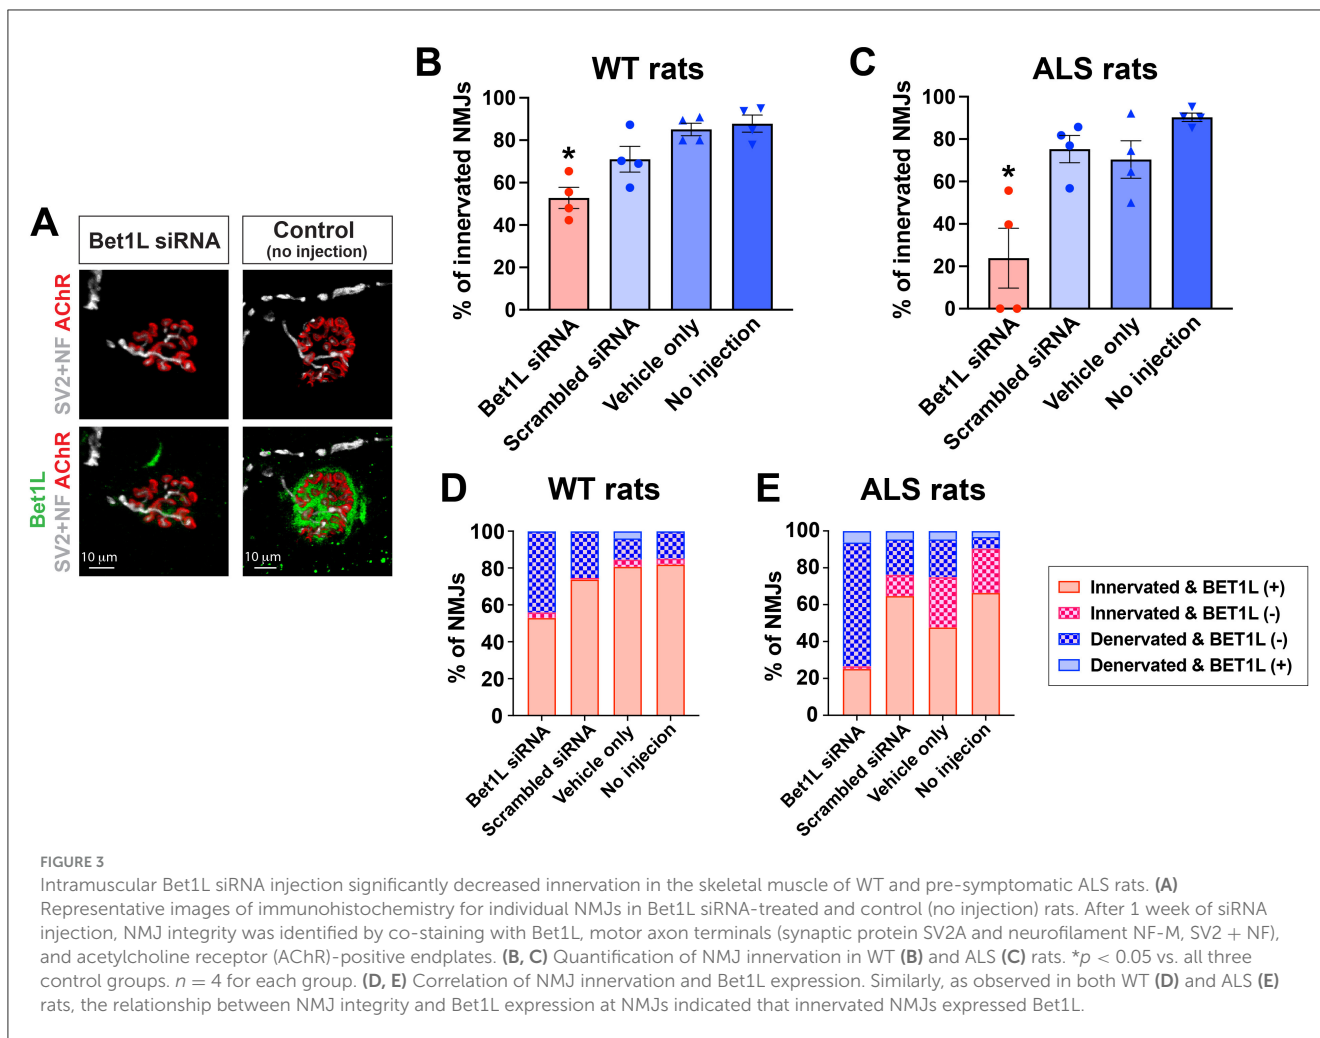 A
Bet1L siRNA
Control
(no injection)
SV2+NF AChR
Bet1L
SV2+NF AChR
10 µm
10 µm
B
WT rats
% of innervated NMJs
100
80
60
40
20
0
*
Bet1L siRNA
Scrambled siRNA
Vehicle only
No injection
C
ALS rats
% of innervated NMJs
100
80
60
40
20
0
*
Bet1L siRNA
Scrambled siRNA
Vehicle only
No injection
D
WT rats
% of NMJs
100
80
60
40
20
0
Bet1L siRNA
Scrambled siRNA
Vehicle only
No injecion
E
ALS rats
% of NMJs
100
80
60
40
20
0
Bet1L siRNA
Scrambled siRNA
Vehicle only
No injecion
Innervated & BET1L (+)
Innervated & BET1L (-)
Denervated & BET1L (-)
Denervated & BET1L (+)
FIGURE 3
Intramuscular Bet1L siRNA injection significantly decreased innervation in the skeletal muscle of WT and pre-symptomatic ALS rats. (A)
Representative images of immunohistochemistry for individual NMJs in Bet1L siRNA-treated and control (no injection) rats. After 1 week of siRNA
injection, NMJ integrity was identified by co-staining with Bet1L, motor axon terminals (synaptic protein SV2A and neurofilament NF-M, SV2 + NF),
and acetylcholine receptor (AChR)-positive endplates. (B, C) Quantification of NMJ innervation in WT (B) and ALS (C) rats. *p < 0.05 vs. all three
control groups. n = 4 for each group. (D, E) Correlation of NMJ innervation and Bet1L expression. Similarly, as observed in both WT (D) and ALS (E)
rats, the relationship between NMJ integrity and Bet1L expression at NMJs indicated that innervated NMJs expressed Bet1L.